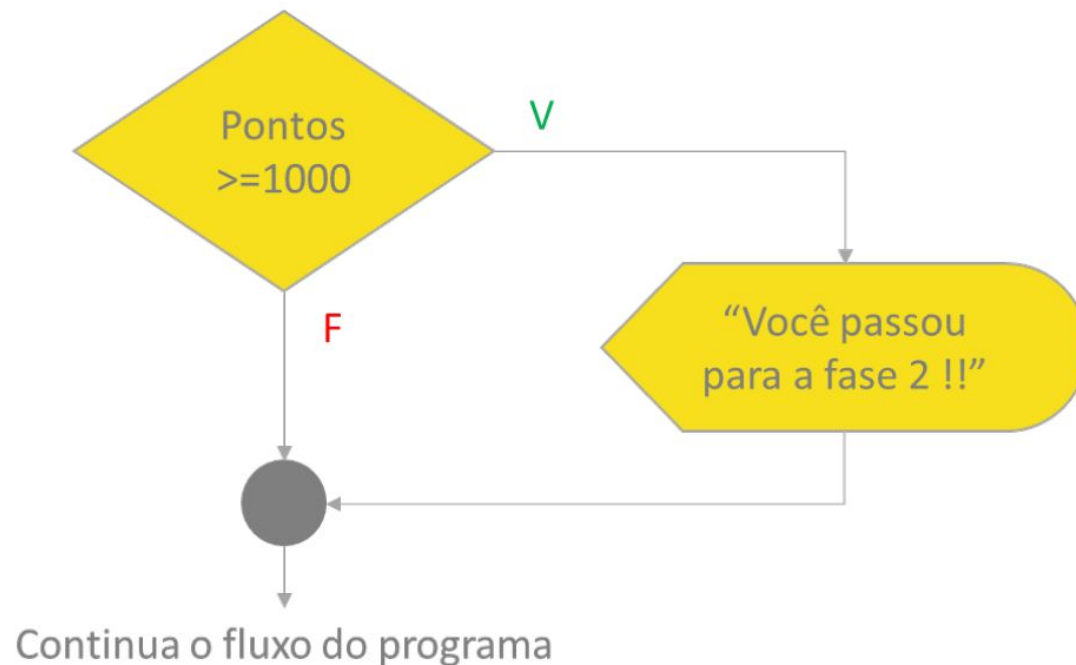 Pontos
>=1000
V
F
“Você passou
para a fase 2 !!”
Continua o fluxo do programa